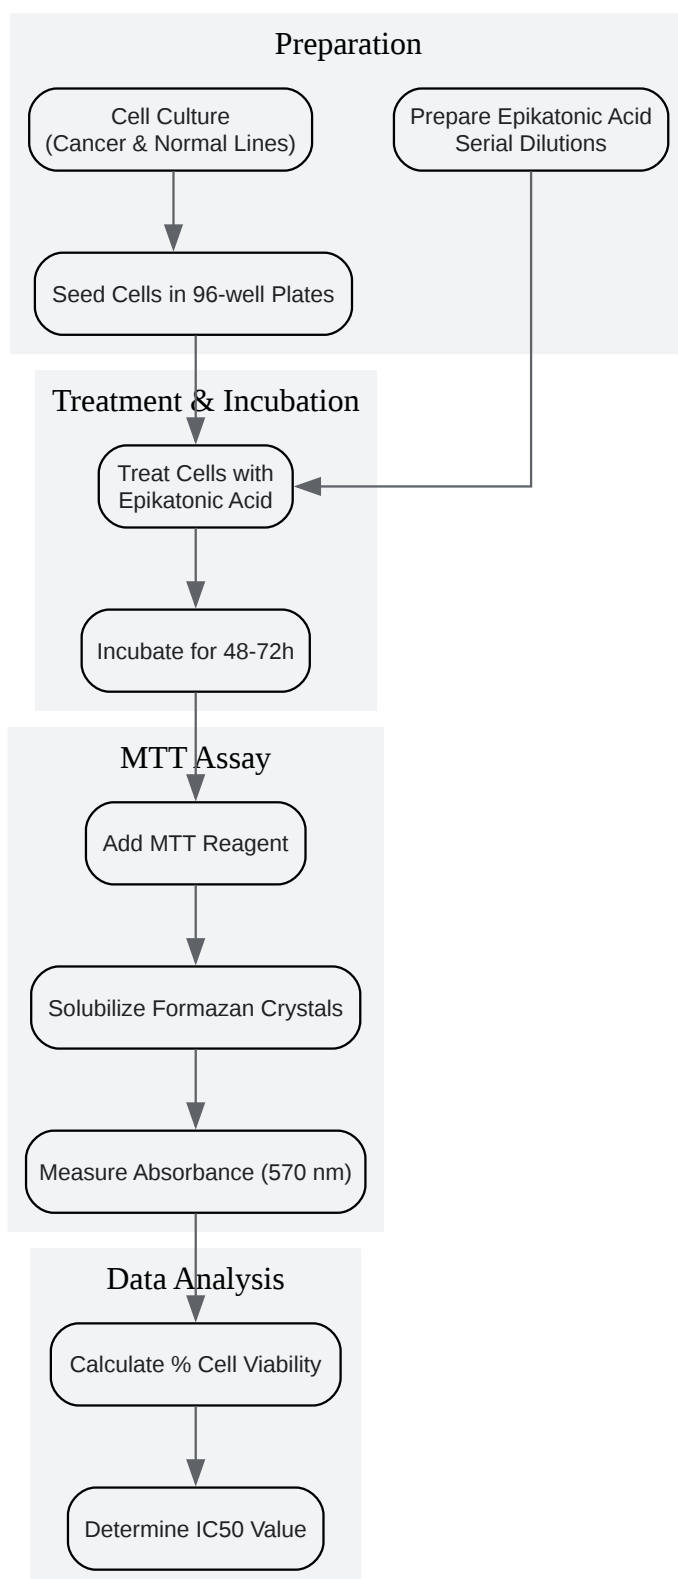 Preparation
Cell Culture
(Cancer & Normal Lines)
Prepare Epikatonic Acid
Serial Dilutions
Seed Cells in 96-well Plates
Treatment & Incubation
Treat Cells with
Epikatonic Acid
Incubate for 48-72h
MTT Assay
Add MTT Reagent
Solubilize Formazan Crystals
Measure Absorbance (570 nm)
Data Analysis
Calculate % Cell Viability
Determine IC50 Value